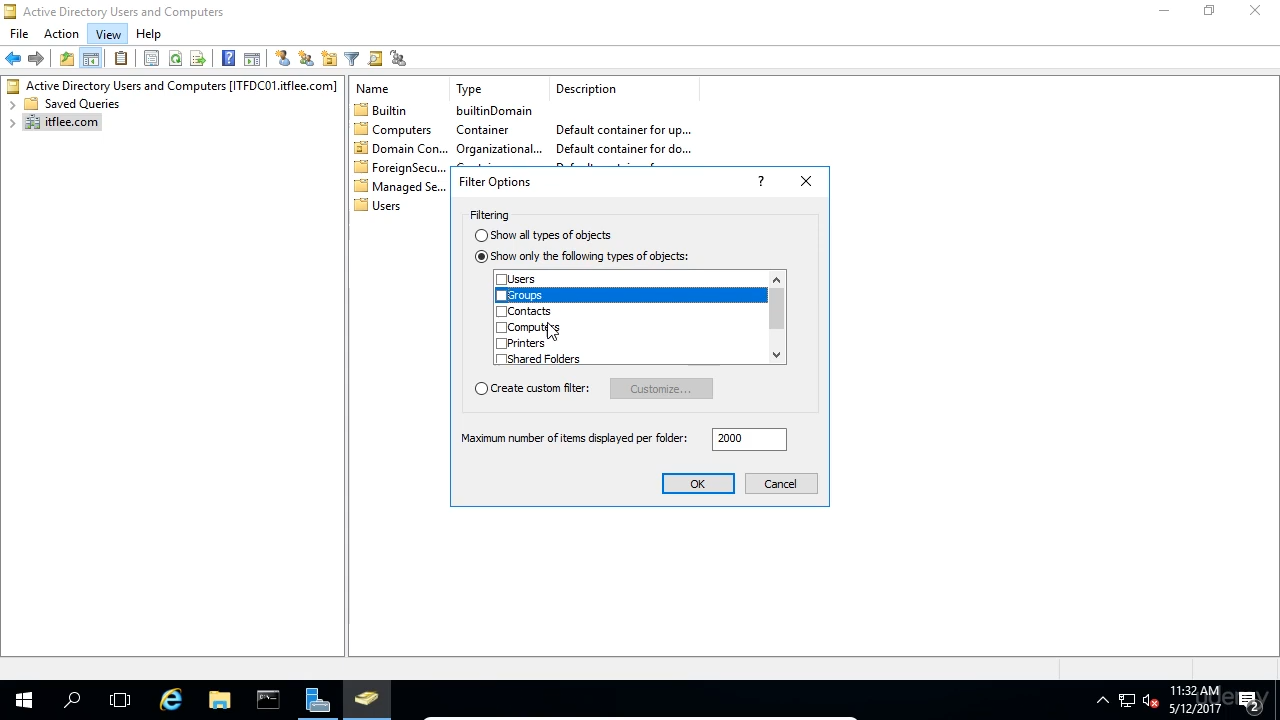 Active Directory Users and Computers
File Action View Help
Active Directory Users and Computers [ITFDC01.itflee.com]
Saved Queries
itflee.com
Name Type Description
Builtin builtinDomain
Computers Container Default container for up...
Domain Con... Organizational... Default container for do...
ForeignSecu...
Managed Se...
Users
Filter Options
Filtering
Show all types of objects
Show only the following types of objects:
Users
Groups
Contacts
Computers
Printers
Shared Folders
Create custom filter: Customize...
Maximum number of items displayed per folder: 2000
OK Cancel
11:32 AM
5/12/2017
2
udemy